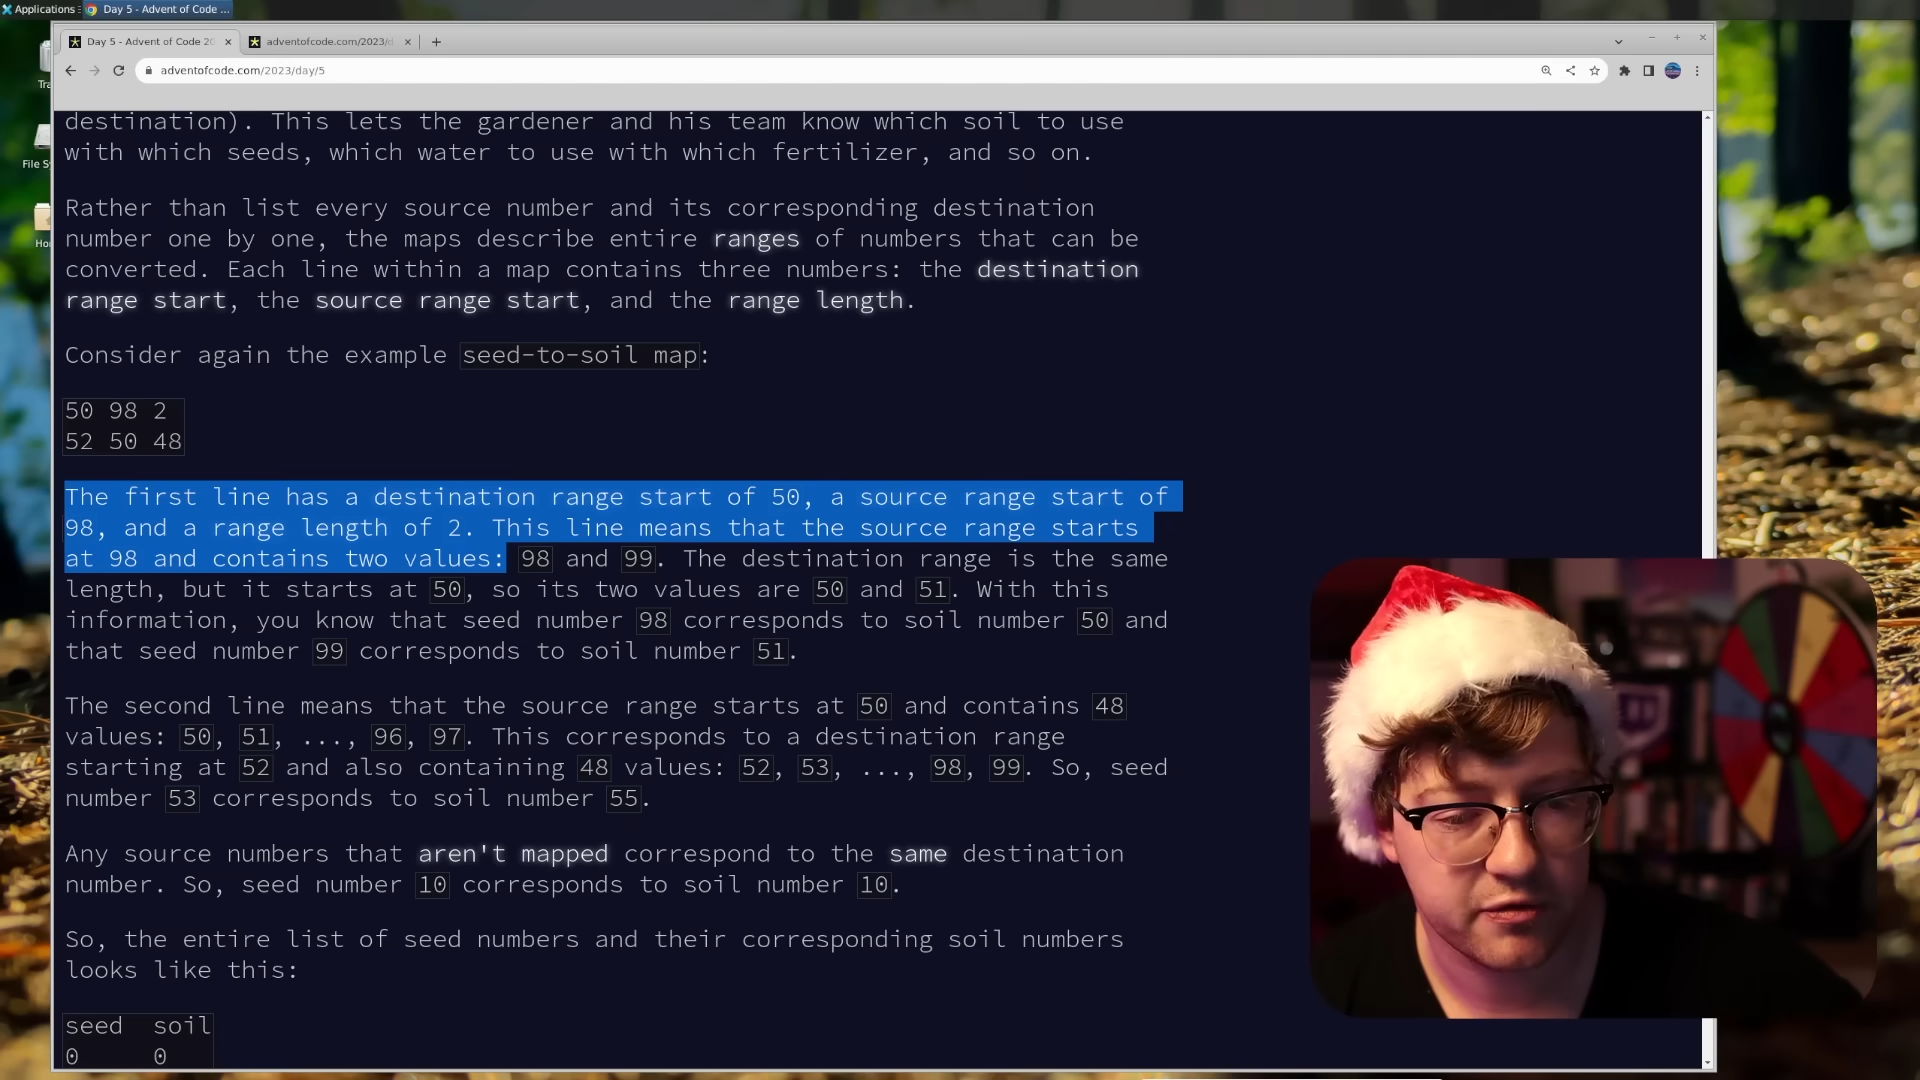 Applications
Day 5 - Advent of Code ...
Day 5 - Advent of Code 20
adventofcode.com/2023/d
adventofcode.com/2023/day/5
Tra
File Sy
Ho
destination). This lets the gardener and his team know which soil to use
with which seeds, which water to use with which fertilizer, and so on.
Rather than list every source number and its corresponding destination
number one by one, the maps describe entire ranges of numbers that can be
converted. Each line within a map contains three numbers: the destination
range start, the source range start, and the range length.
Consider again the example seed-to-soil map:
50 98 2
52 50 48
The first line has a destination range start of 50, a source range start of
98, and a range length of 2. This line means that the source range starts
at 98 and contains two values: 98 and 99. The destination range is the same
length, but it starts at 50, so its two values are 50 and 51. With this
information, you know that seed number 98 corresponds to soil number 50 and
that seed number 99 corresponds to soil number 51.
The second line means that the source range starts at 50 and contains 48
values: 50, 51, ..., 96, 97. This corresponds to a destination range
starting at 52 and also containing 48 values: 52, 53, ..., 98, 99. So, seed
number 53 corresponds to soil number 55.
Any source numbers that aren't mapped correspond to the same destination
number. So, seed number 10 corresponds to soil number 10.
So, the entire list of seed numbers and their corresponding soil numbers
looks like this:
seed soil
0 0